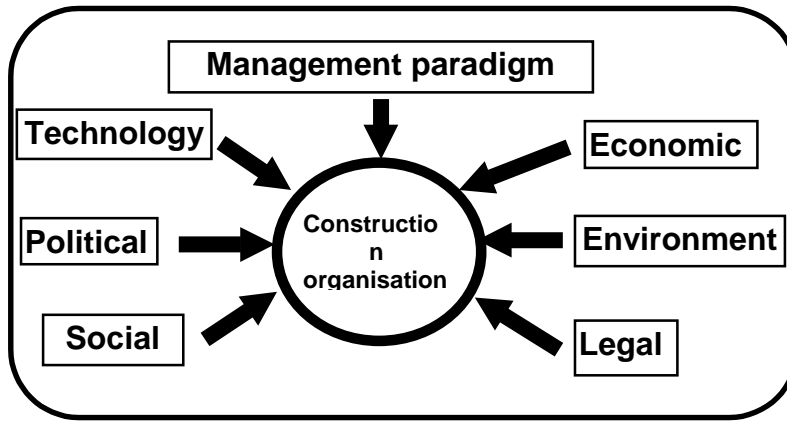 Management paradigm
Technology
Economic
Political
Constructio
n
organisation
Environment
Social
Legal